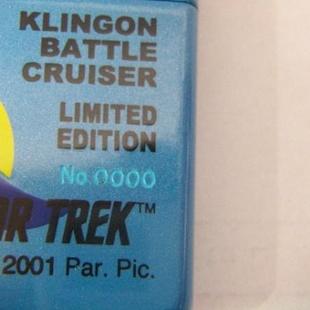 KLINGON
BATTLE
CRUISER
LIMITED
EDITION
No.0000
TREK™
2001 Par. Pic.